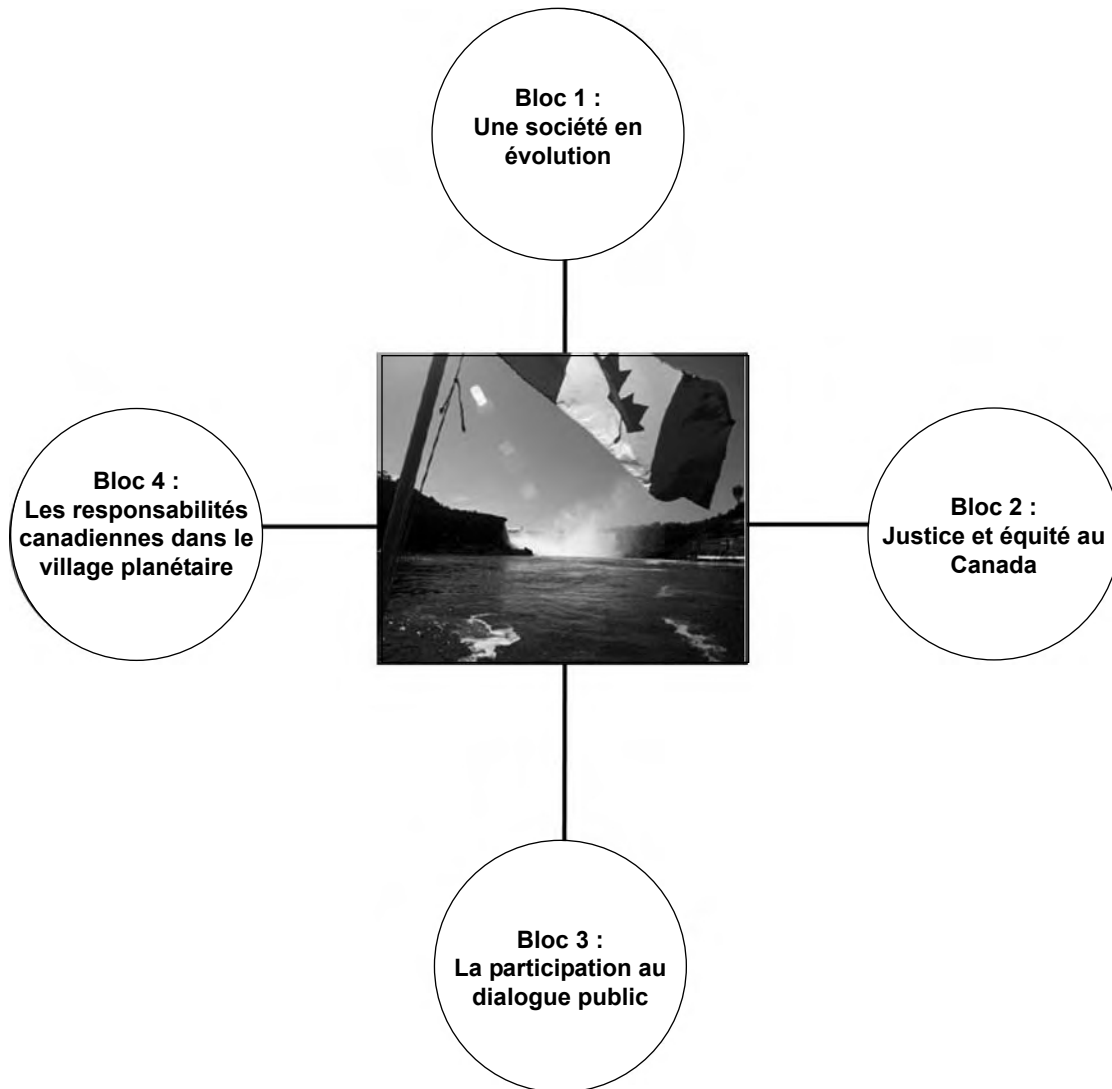 Bloc 1 :
Une société en
évolution
Bloc 2 :
Justice et équité au
Canada
Bloc 3 :
La participation au
dialogue public
Bloc 4 :
Les responsabilités
canadiennes dans le
village planétaire